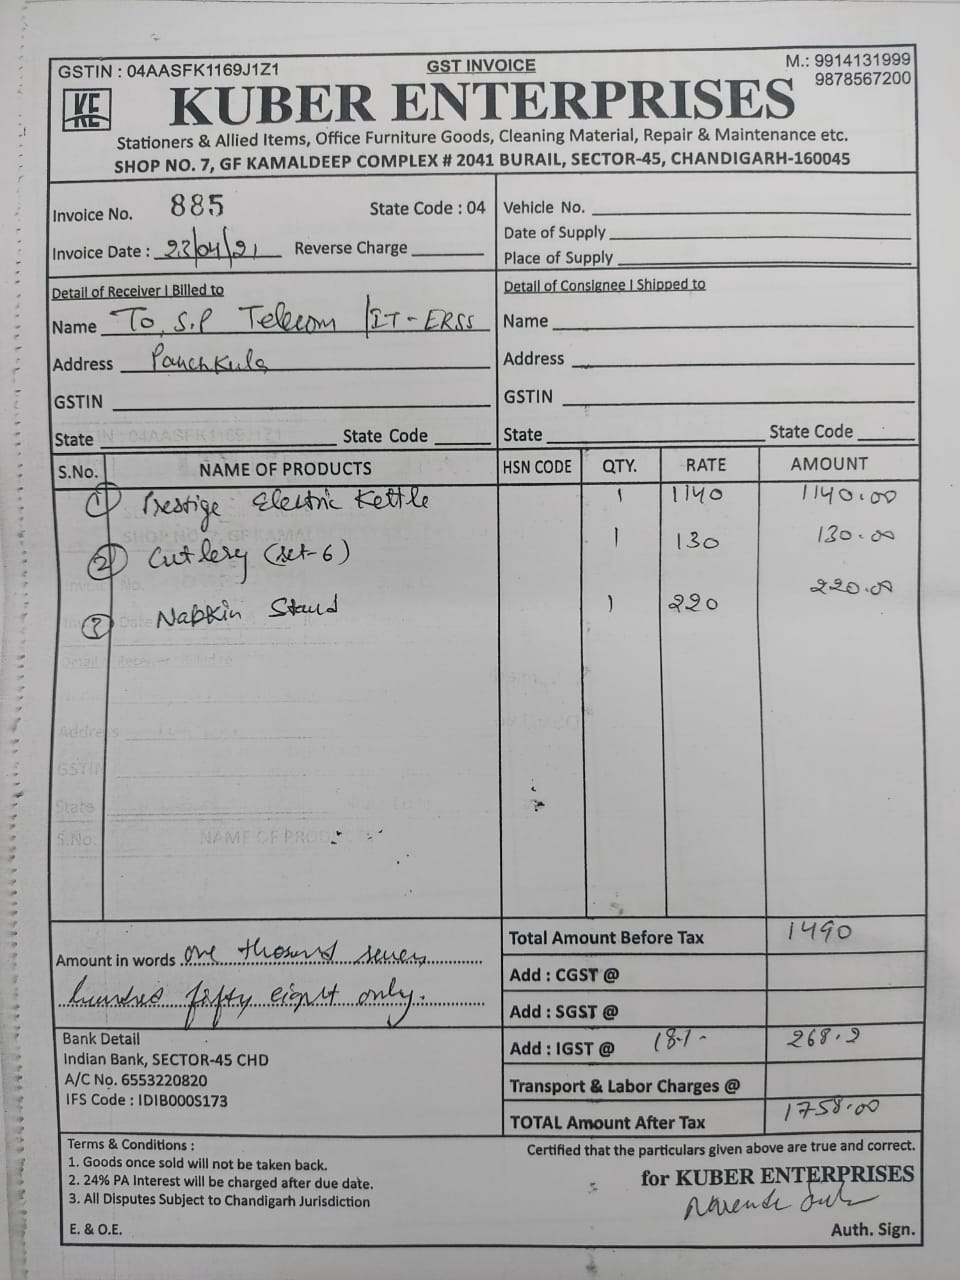 GSTIN : 04AASFK1169J1Z1
GST INVOICE
M.: 9914131999
9878567200
KE
KE
KUBER ENTERPRISES
Stationers & Allied Items, Office Furniture Goods, Cleaning Material, Repair & Maintenance etc.
SHOP NO. 7, GF KAMALDEEP COMPLEX # 2041 BURAIL, SECTOR-45, CHANDIGARH-160045
Invoice No. 885 State Code : 04
Invoice Date : 23/04/21 Reverse Charge
Vehicle No.
Date of Supply
Place of Supply
Detail of Receiver I Billed to
Name To, S.P Telecom /IT-ERSS
Address Panchkula
GSTIN
State State Code
Detail of Consignee I Shipped to
Name
Address
GSTIN
State State Code
S.No. NAME OF PRODUCTS HSN CODE QTY. RATE AMOUNT
1 Prestige Electric Kettle 1 1140 1140.00
2 Cutlery (set-6) 1 130 130.00
3 Napkin Stand 1 220 220.00
Total Amount Before Tax 1490
Amount in words one thousand seven
hundred fifty eight only.
Add : CGST @
Add : SGST @
Add : IGST @ 18% 268.2
Transport & Labor Charges @
TOTAL Amount After Tax 1758.00
Bank Detail
Indian Bank, SECTOR-45 CHD
A/C No. 6553220820
IFS Code : IDIB000S173
Terms & Conditions :
1. Goods once sold will not be taken back.
2. 24% PA Interest will be charged after due date.
3. All Disputes Subject to Chandigarh Jurisdiction
E. & O.E.
Certified that the particulars given above are true and correct.
for KUBER ENTERPRISES
Auth. Sign.